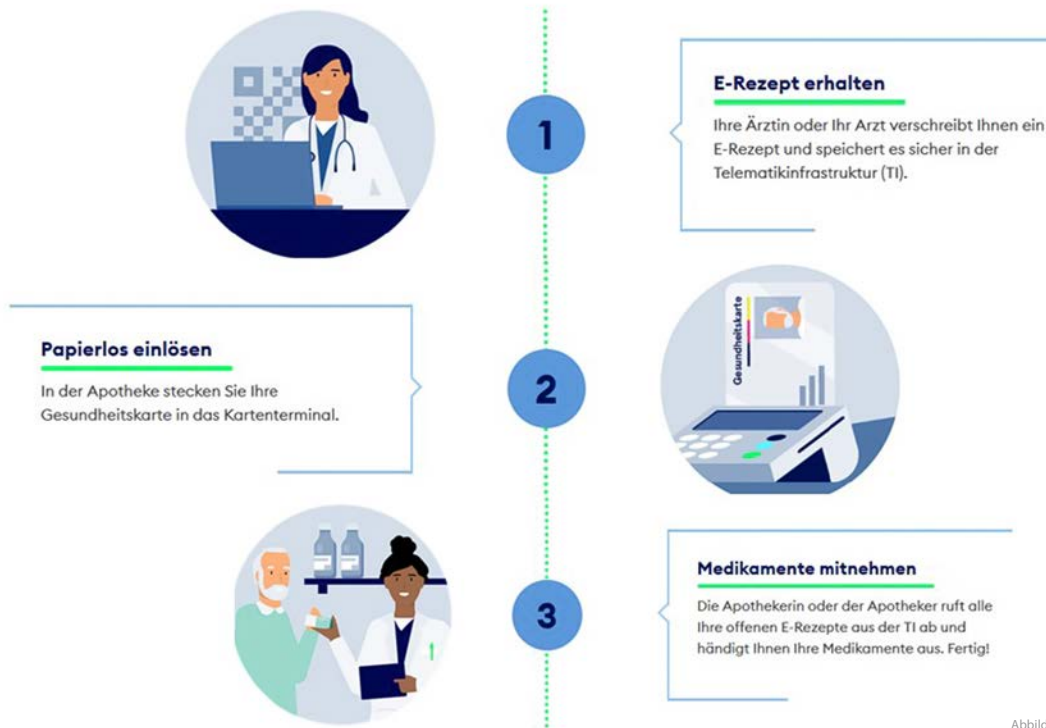 1
E-Rezept erhalten
Ihre Ärztin oder Ihr Arzt verschreibt Ihnen ein
E-Rezept und speichert es sicher in der
Telematikinfrastruktur (TI).
Gesundheitskarte
Papierlos einlösen
In der Apotheke stecken Sie Ihre
Gesundheitskarte in das Kartenterminal.
2
3
Medikamente mitnehmen
Die Apothekerin oder der Apotheker ruft alle
Ihre offenen E-Rezepte aus der TI ab und
händigt Ihnen Ihre Medikamente aus. Fertig!
Abbild